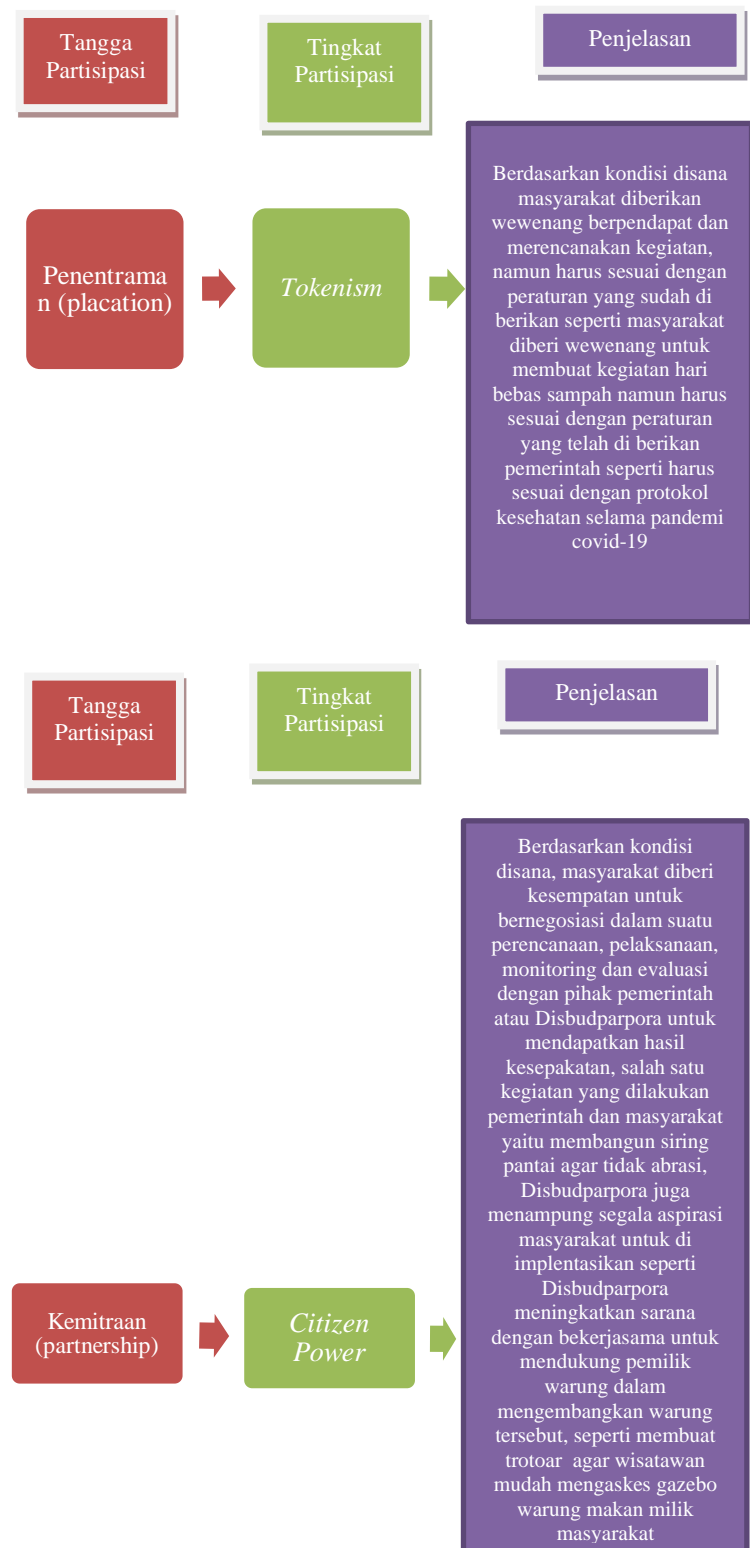 Tangga
Partisipasi
Tingkat
Partisipasi
Penjelasan
Penentrama
n (placation)
Tokenism
Berdasarkan kondisi disana
masyarakat diberikan
wewenang berpendapat dan
merencanakan kegiatan,
namun harus sesuai dengan
peraturan yang sudah di
berikan seperti masyarakat
diberi wewenang untuk
membuat kegiatan hari
bebas sampah namun harus
sesuai dengan peraturan
yang telah di berikan
pemerintah seperti harus
sesuai dengan protokol
kesehatan selama pandemi
covid-19
Tangga
Partisipasi
Tingkat
Partisipasi
Penjelasan
Kemitraan
(partnership)
Citizen
Power
Berdasarkan kondisi
disana, masyarakat diberi
kesempatan untuk
bernegosiasi dalam suatu
perencanaan, pelaksanaan,
monitoring dan evaluasi
dengan pihak pemerintah
atau Disbudparpora untuk
mendapatkan hasil
kesepakatan, salah satu
kegiatan yang dilakukan
pemerintah dan masyarakat
yaitu membangun siring
pantai agar tidak abrasi,
Disbudparpora juga
menampung segala aspirasi
masyarakat untuk di
implentasikan seperti
Disbudparpora
meningkatkan sarana
dengan bekerjasama untuk
mendukung pemilik
warung dalam
mengembangkan warung
tersebut, seperti membuat
trotoar agar wisatawan
mudah mengaskes gazebo
warung makan milik
masyarakat